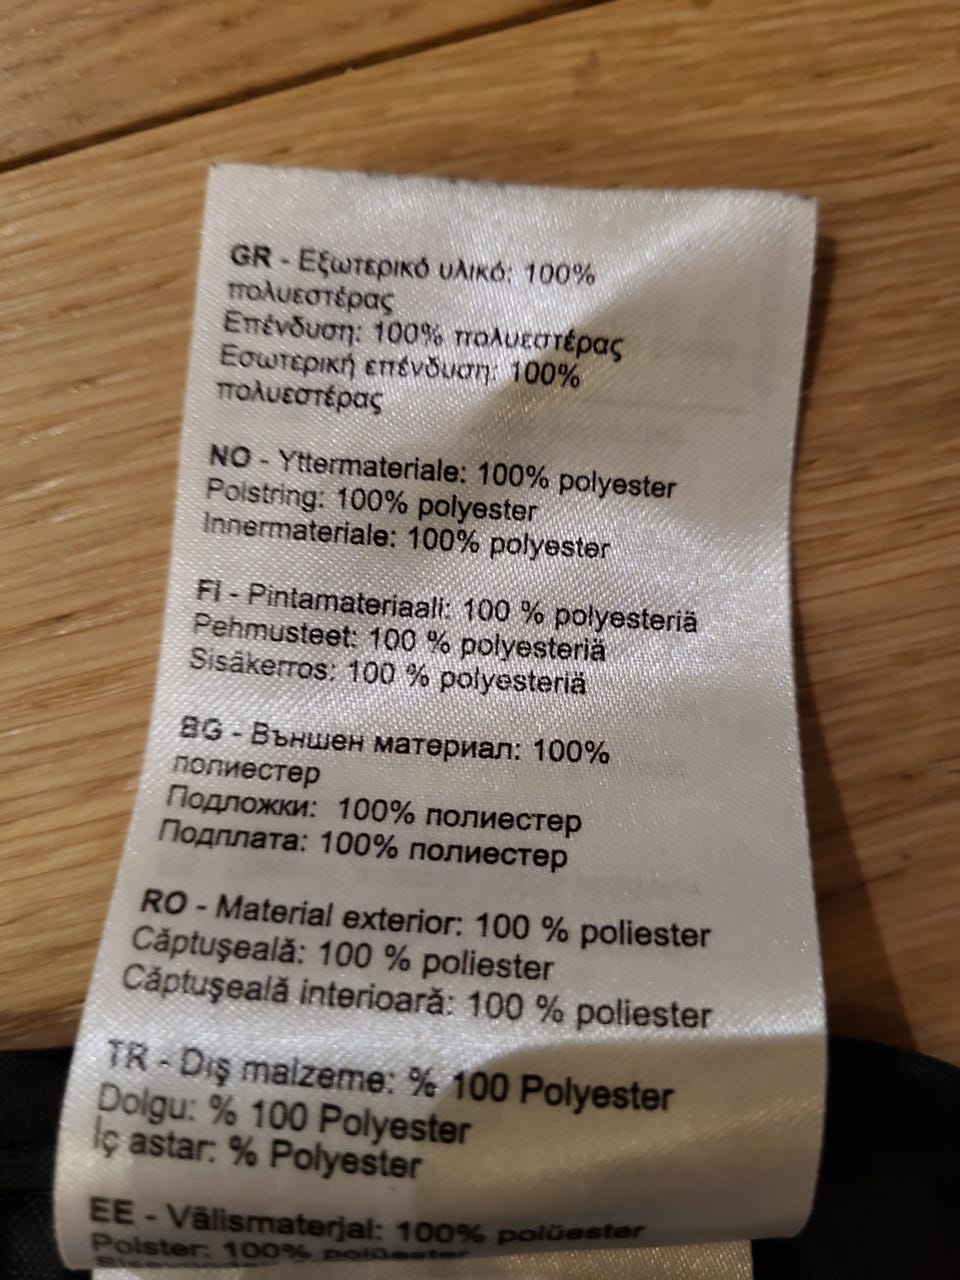 GR - Εξωτερικό υλικό: 100%
πολυεστέρας
Επένδυση: 100% πολυεστέρας
Εσωτερική επένδυση: 100%
πολυεστέρας
NO - Yttermateriale: 100% polyester
Polstring: 100% polyester
Innermateriale: 100% polyester
FI - Pintamateriaali: 100 % polyesteriä
Pehmusteet: 100 % polyesteriä
Sisäkerros: 100 % polyesteriä
BG - Външен материал: 100%
полиестер
Подложки: 100% полиестер
Подплата: 100% полиестер
RO - Material exterior: 100 % poliester
Căptuşeală: 100 % poliester
Căptuşeală interioară: 100 % poliester
TR - Dış malzeme: % 100 Polyester
Dolgu: % 100 Polyester
İç astar: % Polyester
EE - Välismaterjal: 100% polüester
Polster: 100% polüester